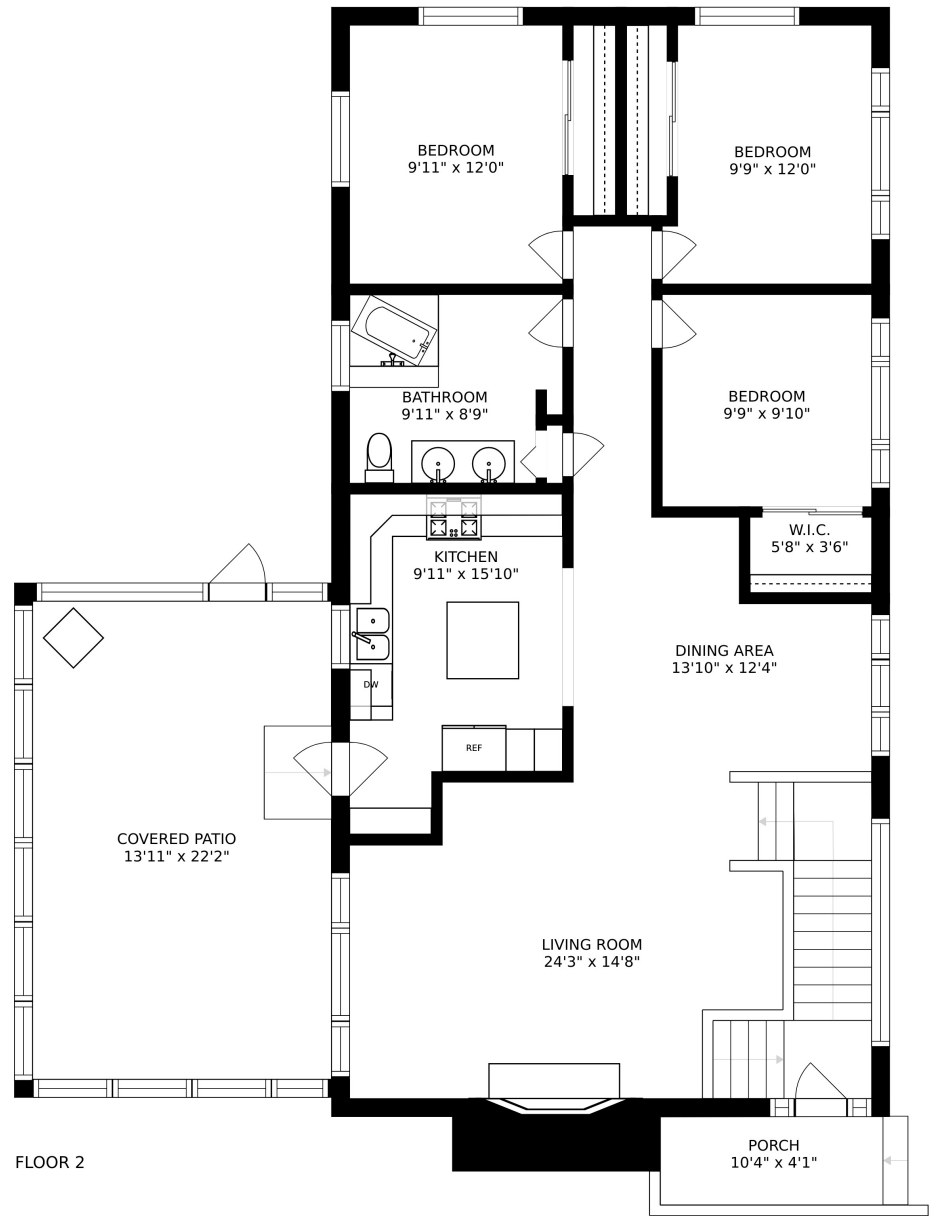 BEDROOM
9'11" x 12'0"
BEDROOM
9'9" x 12'0"
BATHROOM
9'11" x 8'9"
BEDROOM
9'9" x 9'10"
W.I.C.
5'8" x 3'6"
KITCHEN
9'11" x 15'10"
DINING AREA
13'10" x 12'4"
DW
REF
COVERED PATIO
13'11" x 22'2"
LIVING ROOM
24'3" x 14'8"
PORCH
10'4" x 4'1"
FLOOR 2